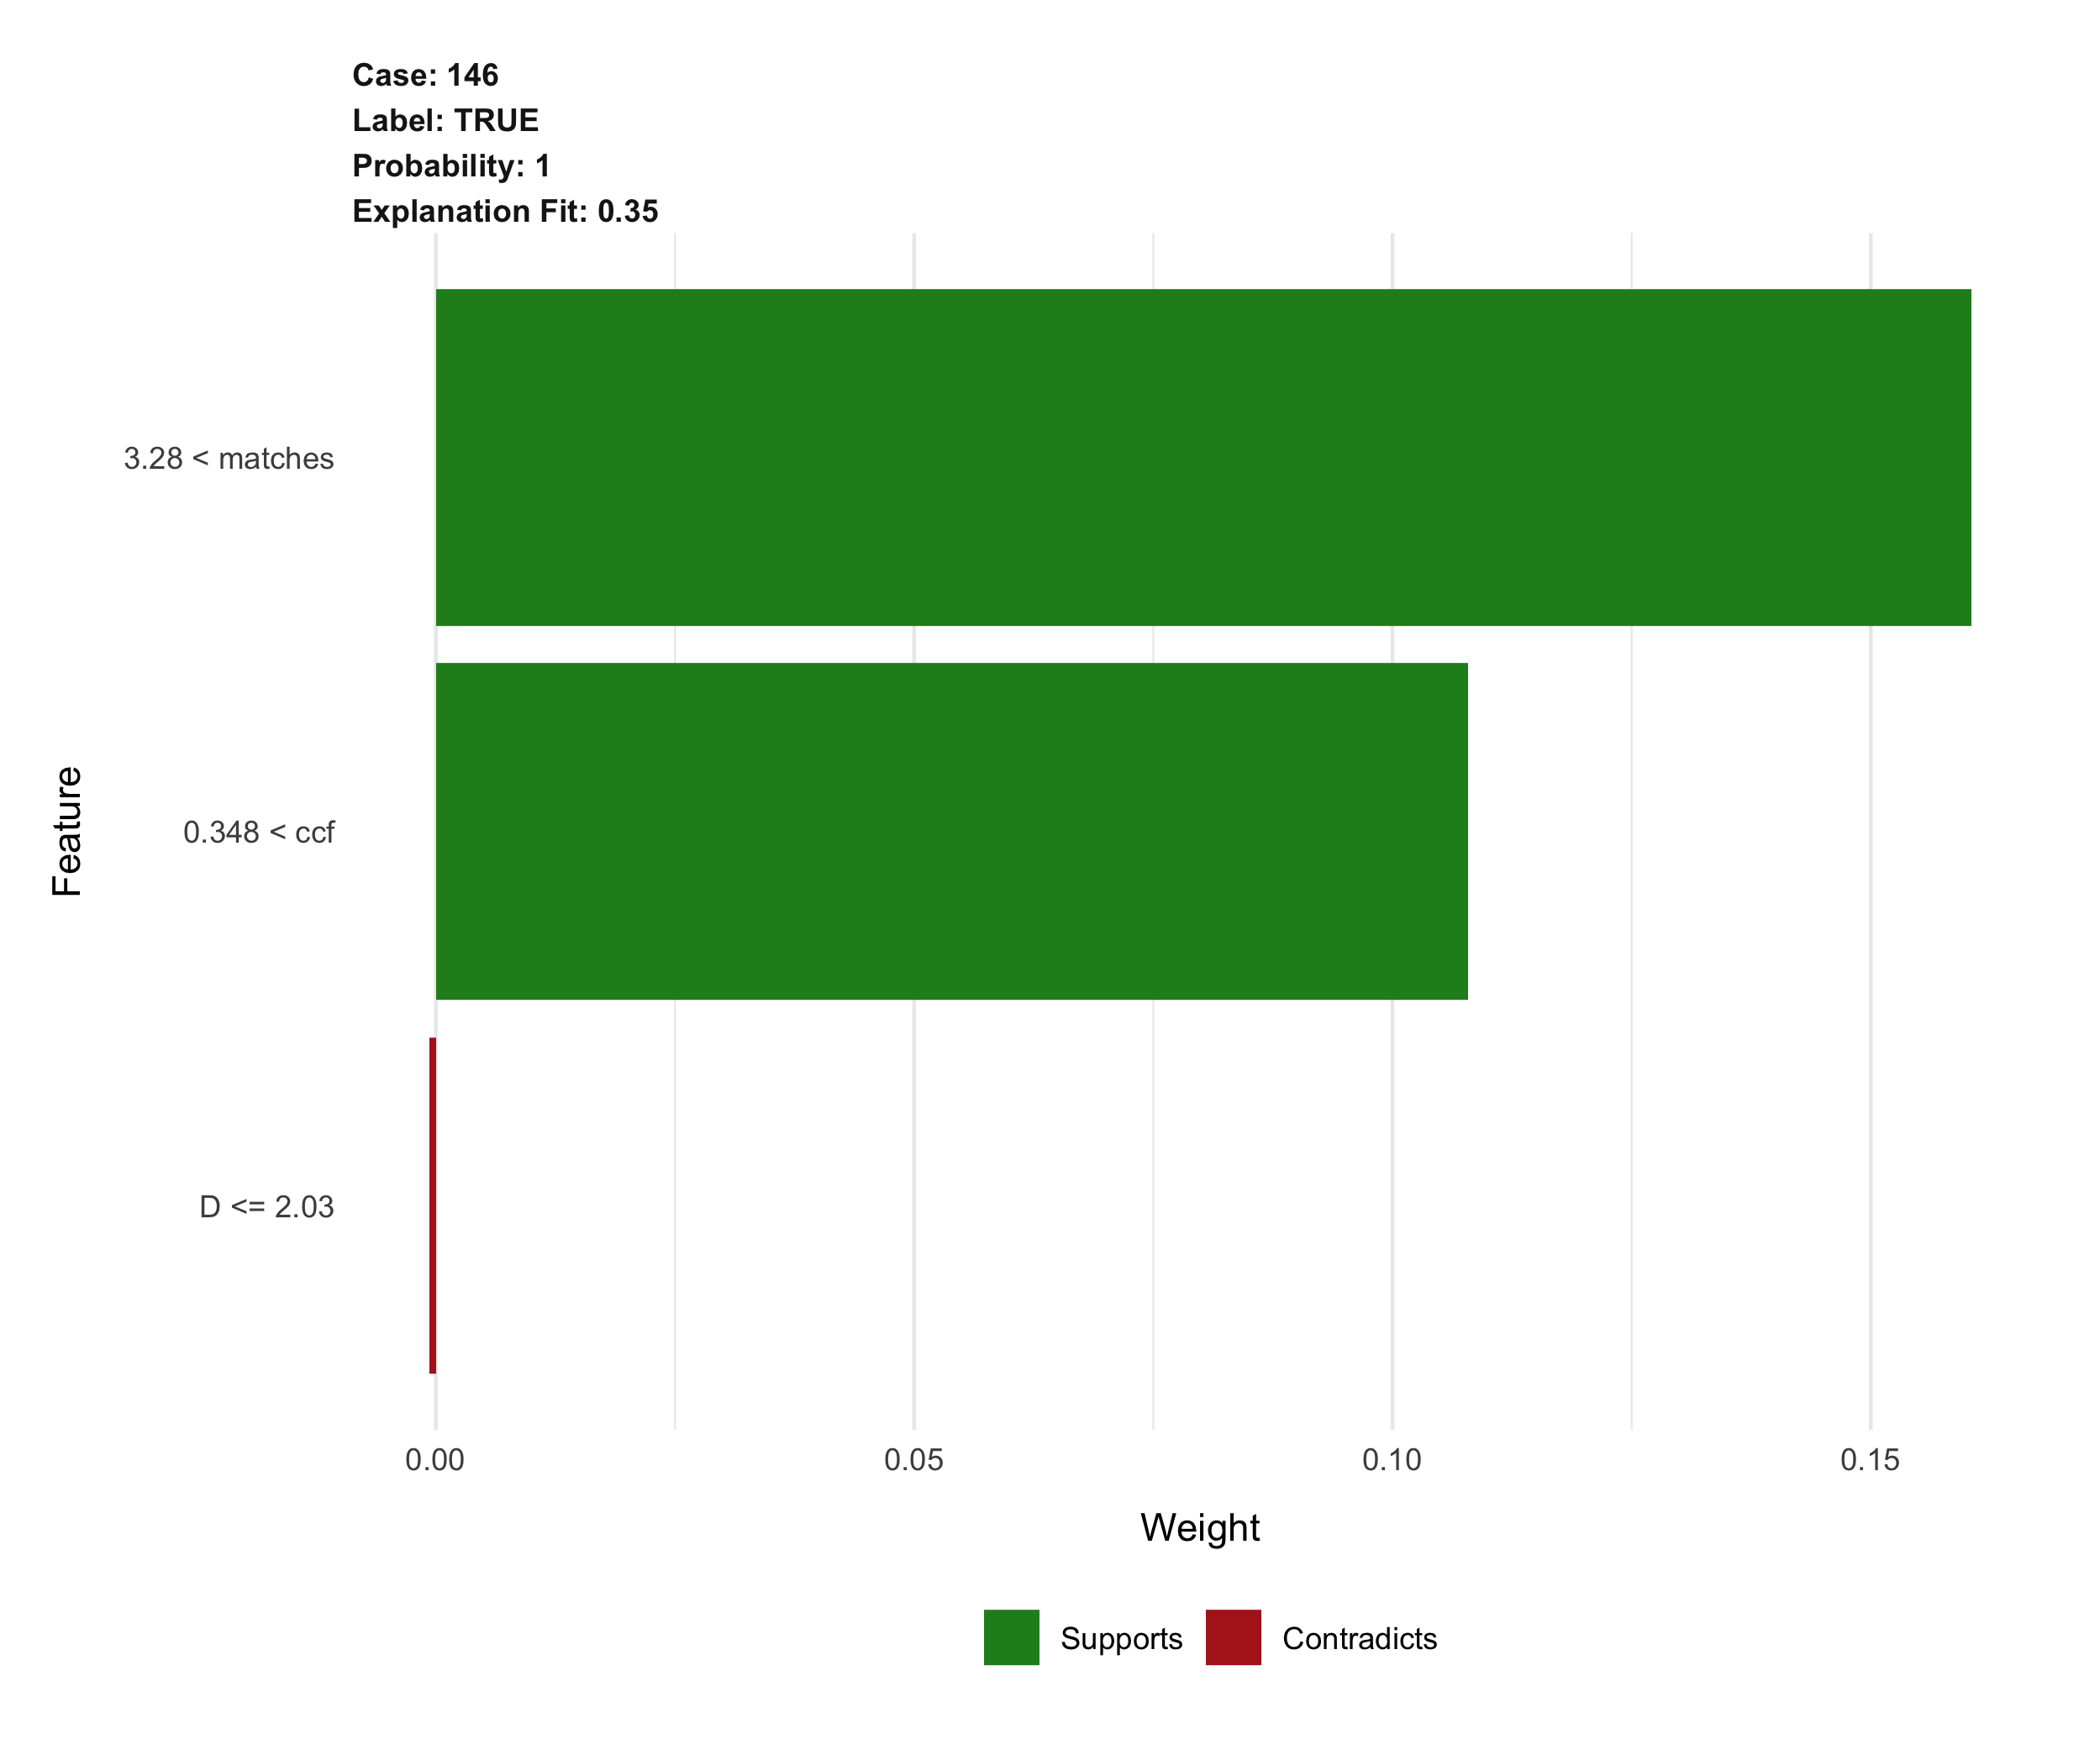 Case: 146
Label: TRUE
Probability: 1
Explanation Fit: 0.35
Feature
3.28 < matches
0.348 < ccf
D <= 2.03
0.00 0.05 0.10 0.15
Weight
Supports Contradicts